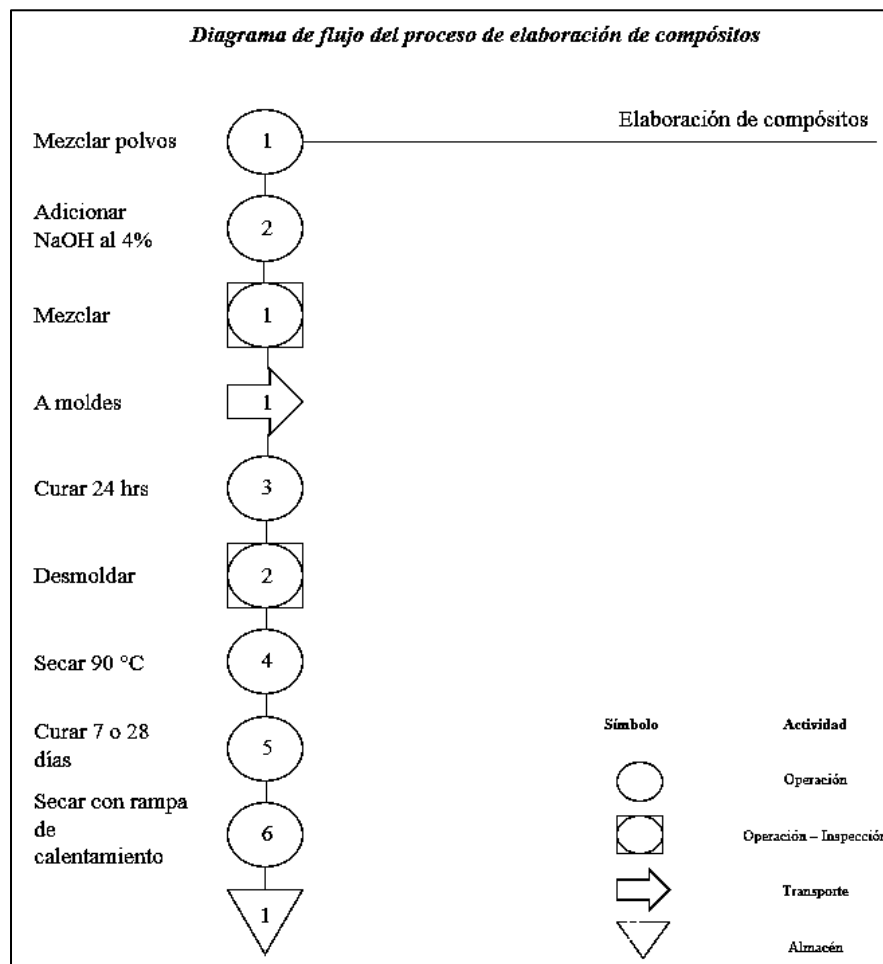 Diagrama de flujo del proceso de elaboración de compósitos
Elaboración de compósitos
Mezclar polvos
1
Adicionar
NaOH al 4%
2
Mezclar
1
A moldes
1
Curar 24 hrs
3
Desmoldar
2
Secar 90 °C
4
Curar 7 o 28
días
5
Secar con rampa
de
calentamiento
6
1
Símbolo Actividad
Operación
Operación – Inspección
Transporte
Almacén